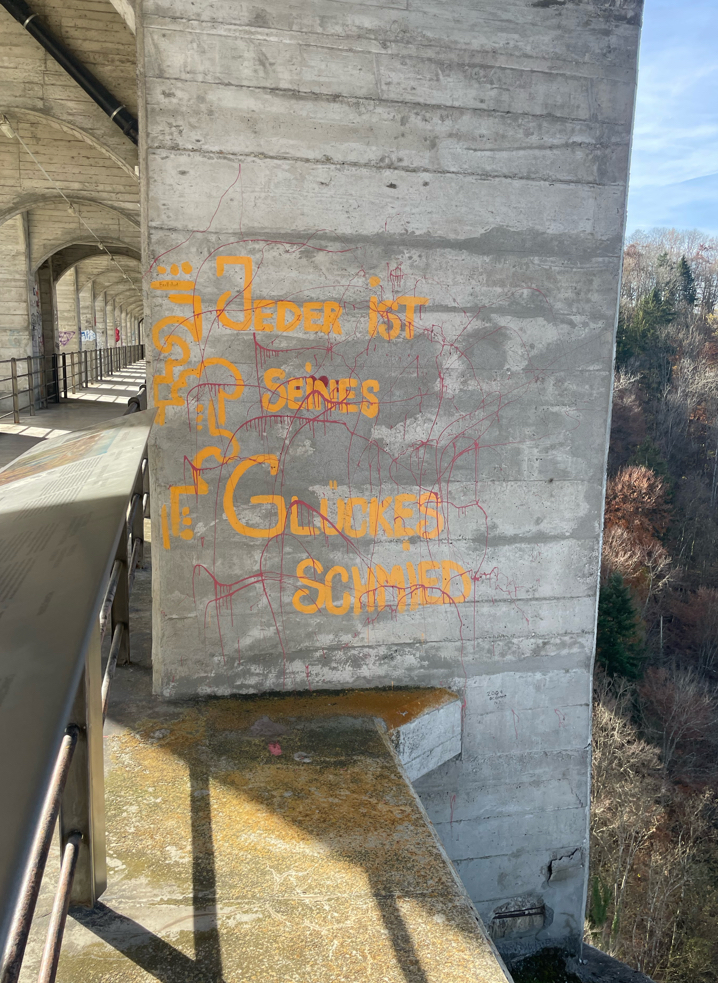 JEDER IST
SEINES
GLÜCKES
SCHMIED